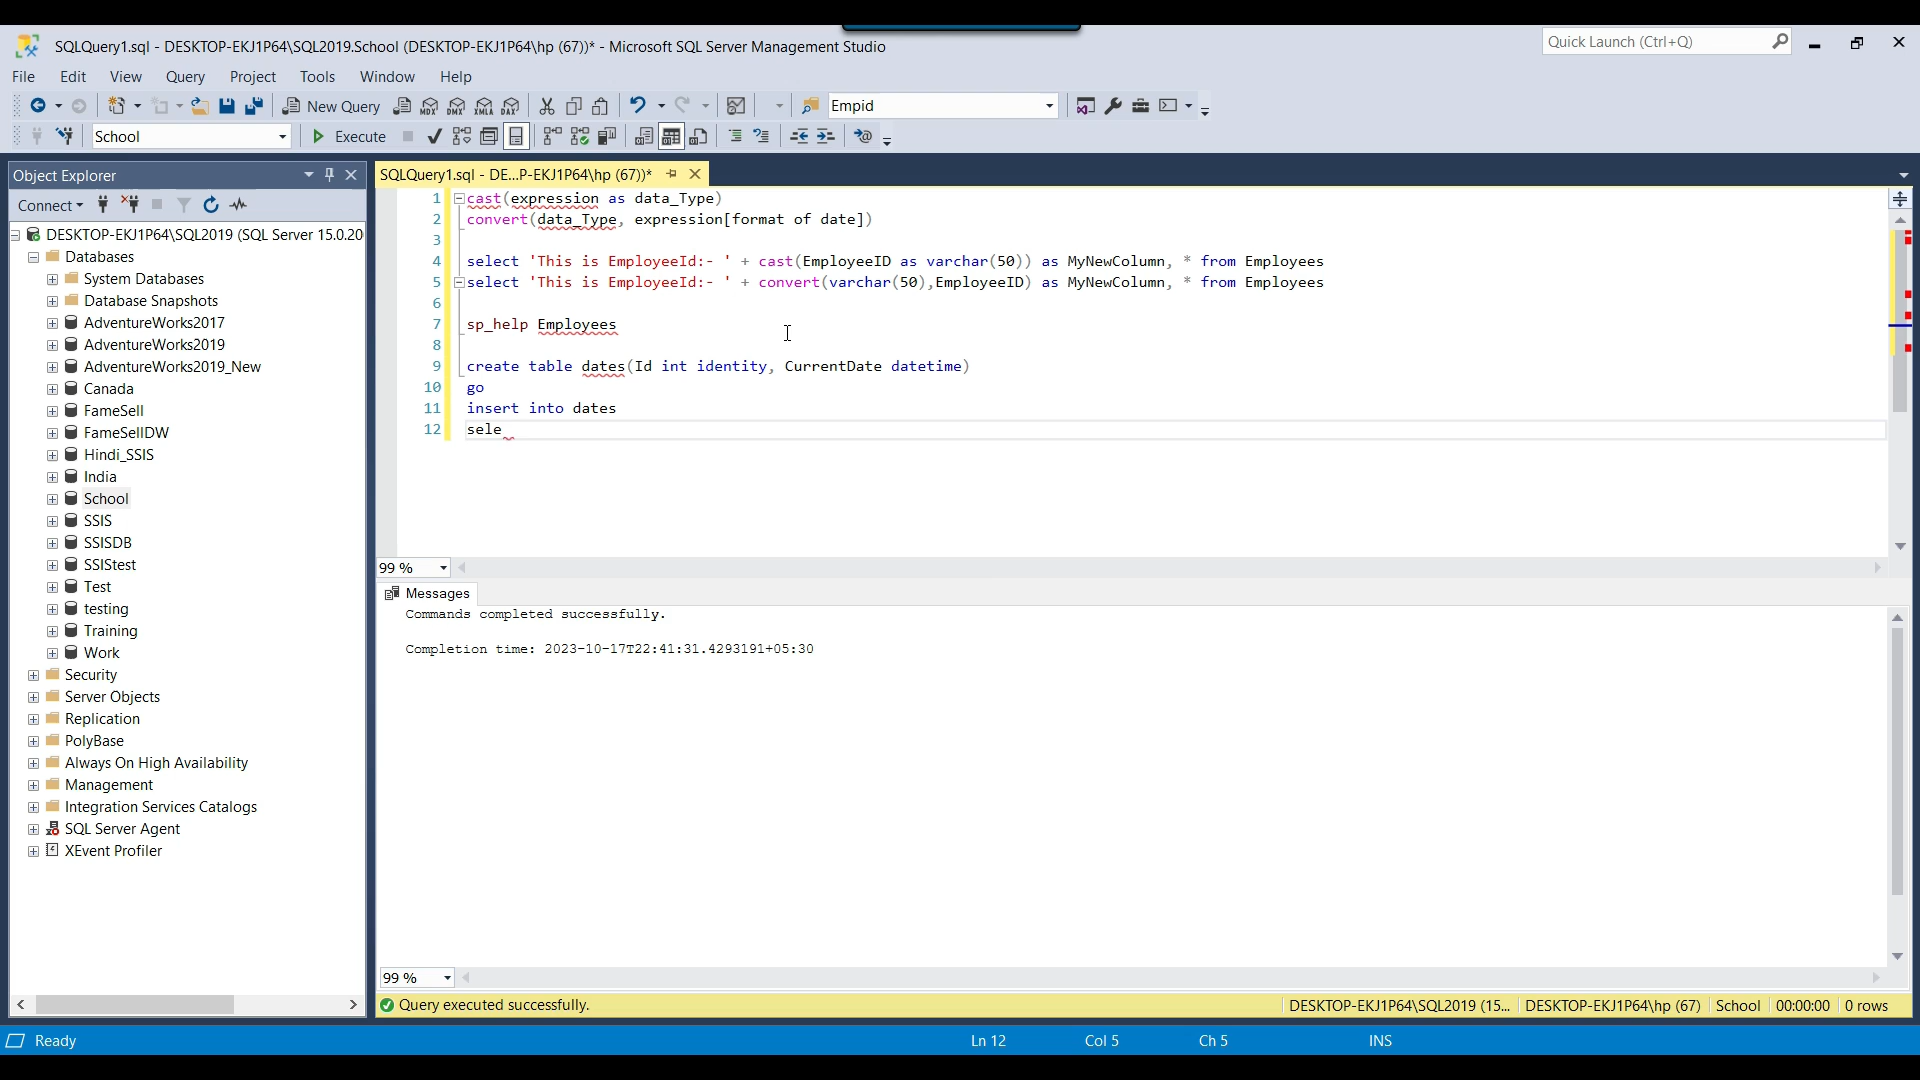 SQLQuery1.sql - DESKTOP-EKJ1P64\SQL2019.School (DESKTOP-EKJ1P64\hp (67))* - Microsoft SQL Server Management Studio
Quick Launch (Ctrl+Q)
File Edit View Query Project Tools Window Help
New Query MDX DMX XMLA DAX Empid
School Execute
Object Explorer
SQLQuery1.sql - DE...P-EKJ1P64\hp (67))*
Connect
DESKTOP-EKJ1P64\SQL2019 (SQL Server 15.0.20
Databases
System Databases
Database Snapshots
AdventureWorks2017
AdventureWorks2019
AdventureWorks2019_New
Canada
FameSell
FameSellDW
Hindi_SSIS
India
School
SSIS
SSISDB
SSIStest
Test
testing
Training
Work
Security
Server Objects
Replication
PolyBase
Always On High Availability
Management
Integration Services Catalogs
SQL Server Agent
XEvent Profiler
1 cast(expression as data_Type)
2 convert(data_Type, expression[format of date])
3
4 select 'This is EmployeeId:- ' + cast(EmployeeID as varchar(50)) as MyNewColumn, * from Employees
5 select 'This is EmployeeId:- ' + convert(varchar(50),EmployeeID) as MyNewColumn, * from Employees
6
7 sp_help Employees
8
9 create table dates(Id int identity, CurrentDate datetime)
10 go
11 insert into dates
12 sele
99 %
Messages
Commands completed successfully.
Completion time: 2023-10-17T22:41:31.4293191+05:30
99 %
Query executed successfully.
DESKTOP-EKJ1P64\SQL2019 (15... DESKTOP-EKJ1P64\hp (67) School 00:00:00 0 rows
Ready Ln 12 Col 5 Ch 5 INS